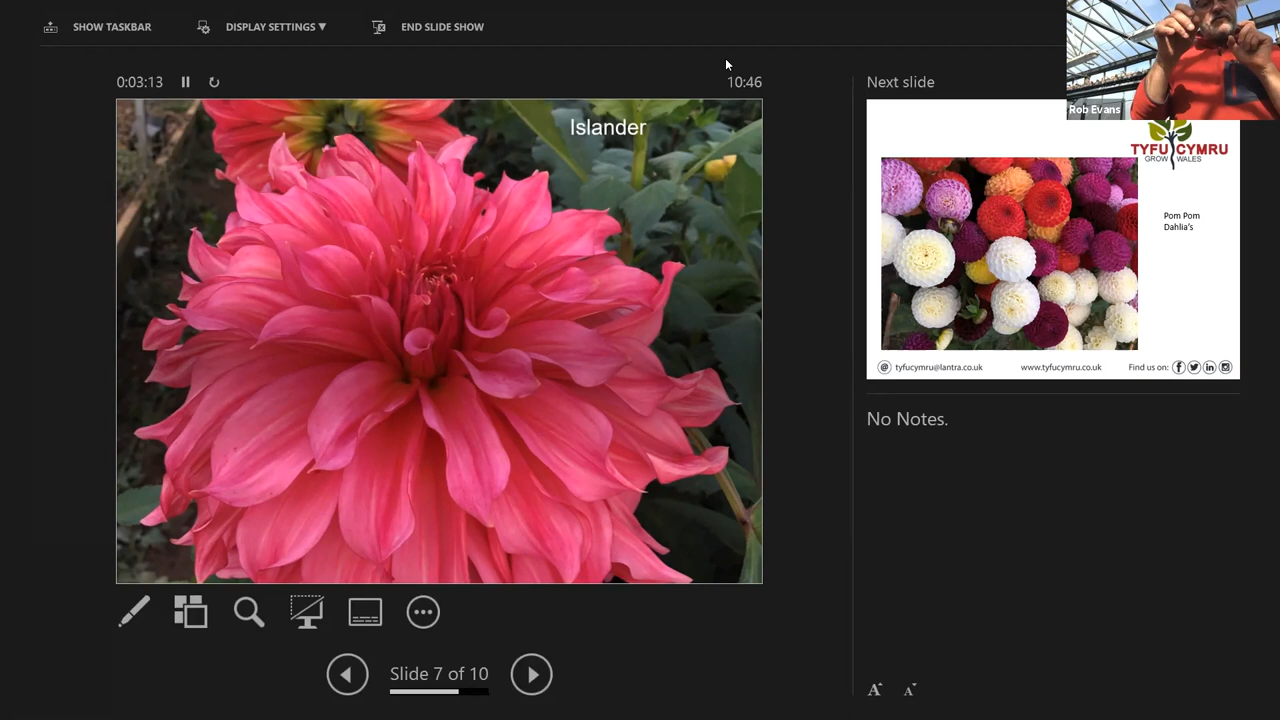 SHOW TASKBAR
DISPLAY SETTINGS ▼
END SLIDE SHOW
0:03:13
10:46
Next slide
Rob Evans
Islander
TYFU CYMRU
GROW WALES
Pom Pom
Dahlia's
@ tyfucymru@lantra.co.uk
www.tyfucymru.co.uk
Find us on:
No Notes.
Slide 7 of 10
A A